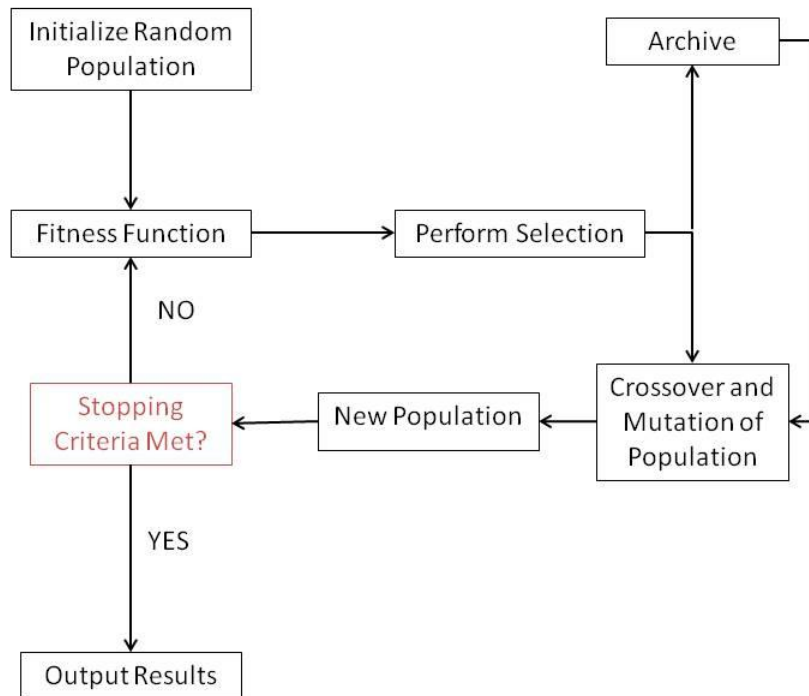 Initialize Random
Population
Archive
Fitness Function
Perform Selection
NO
Stopping
Criteria Met?
New Population
Crossover and
Mutation of
Population
YES
Output Results